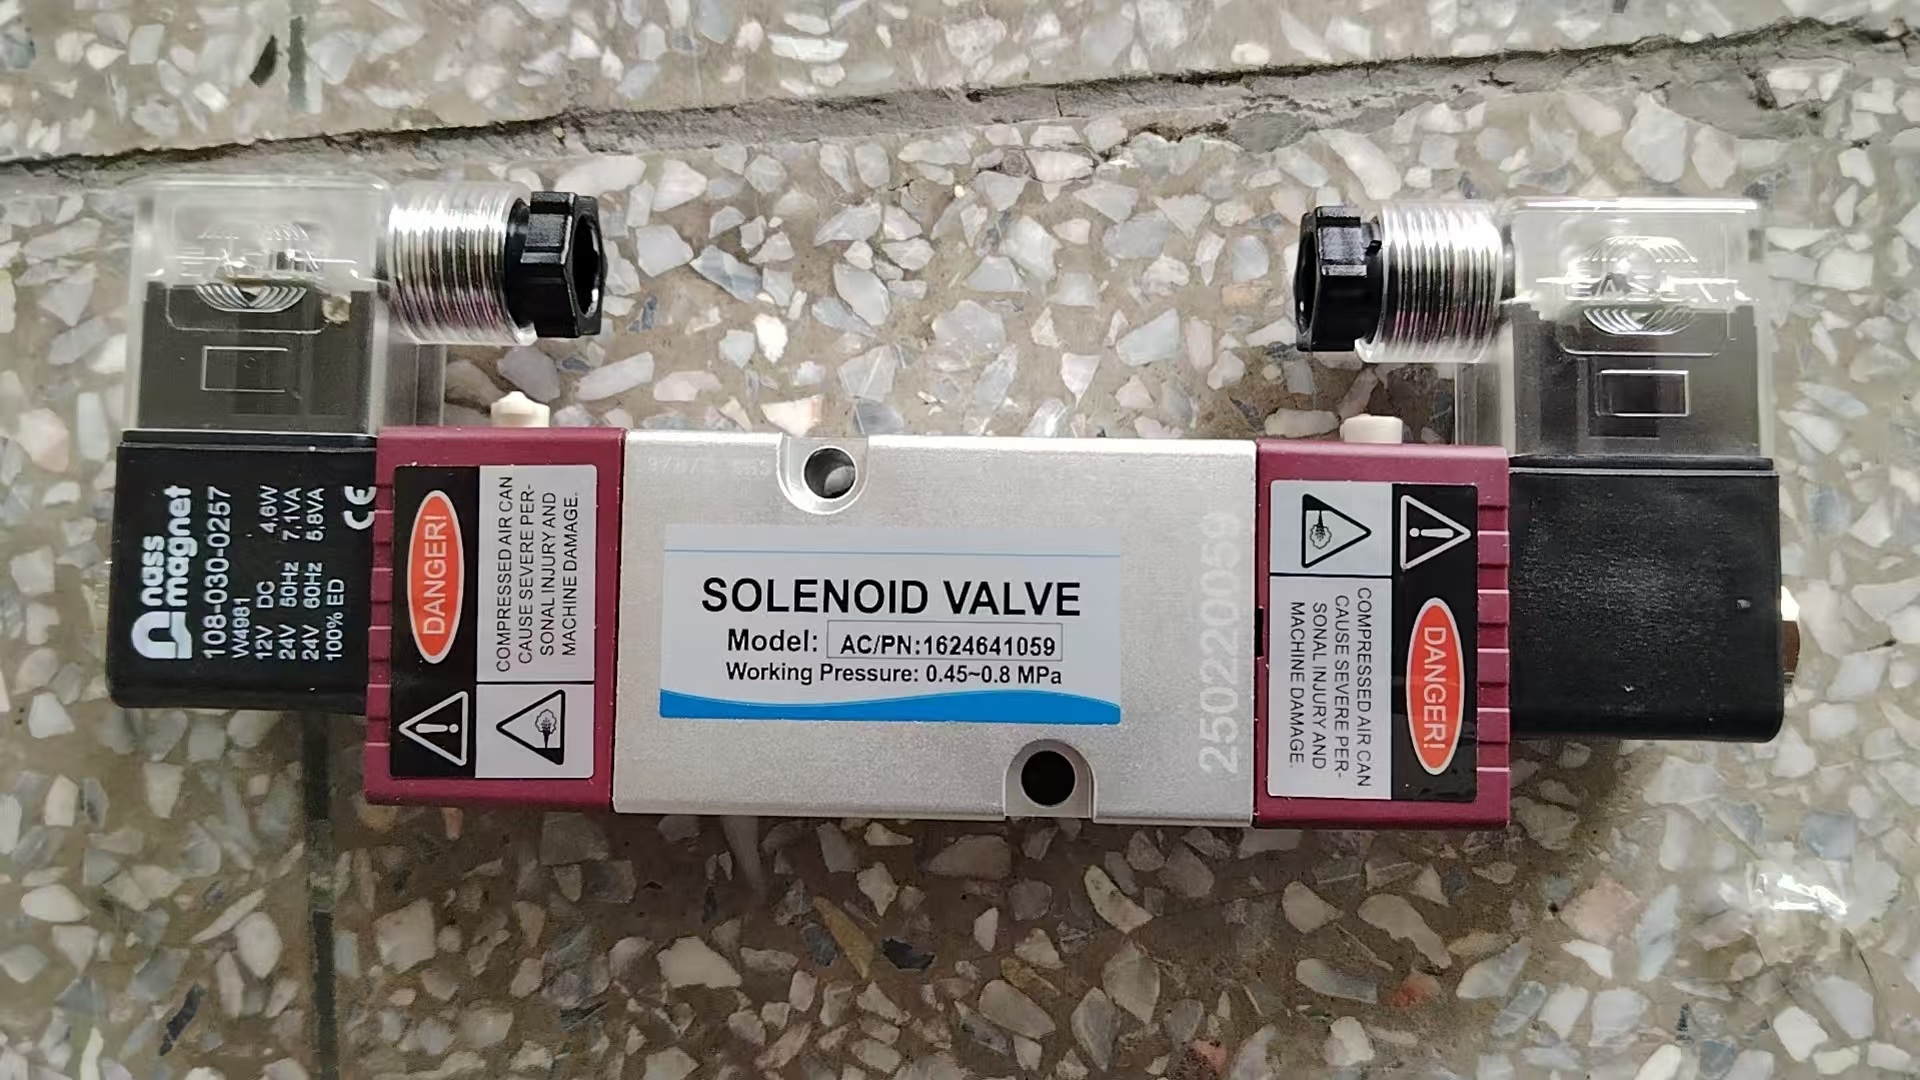 nass
magnet
108-030-0257
W4981
12V DC 4,6W
24V 50Hz 7,1VA
24V 60Hz 5,8VA
100% ED
CE
DANGER!
COMPRESSED AIR CAN
CAUSE SEVERE PER-
SONAL INJURY AND
MACHINE DAMAGE.
SOLENOID VALVE
Model: AC/PN:1624641059
Working Pressure: 0.45~0.8 MPa
COMPRESSED AIR CAN
CAUSE SEVERE PER-
SONAL INJURY AND
MACHINE DAMAGE.
DANGER!